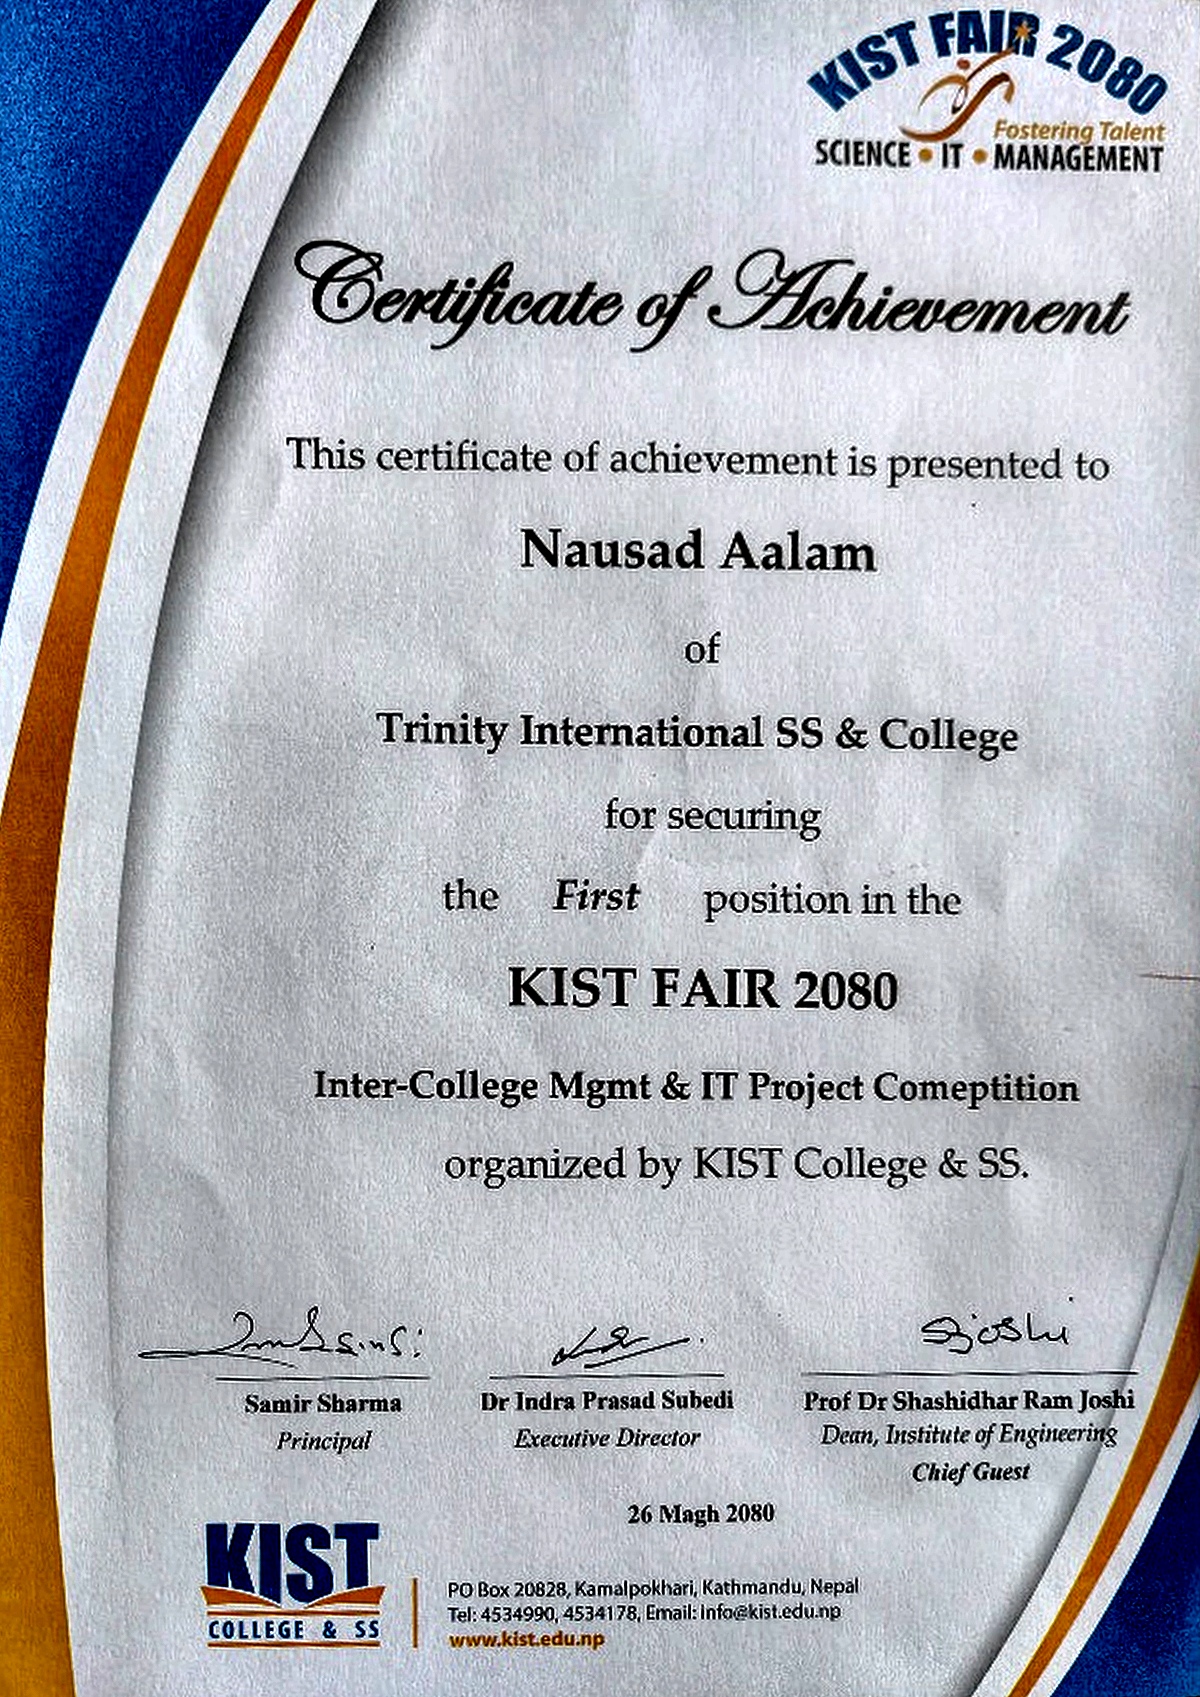 KIST FAIR 2080
Fostering Talent
SCIENCE • IT • MANAGEMENT
Certificate of Achievement
This certificate of achievement is presented to
Nausad Aalam
of
Trinity International SS & College
for securing
the First position in the
KIST FAIR 2080
Inter-College Mgmt & IT Project Comeptition
organized by KIST College & SS.
SJoshi
Samir Sharma Dr Indra Prasad Subedi Prof Dr Shashidhar Ram Joshi
Principal Executive Director Dean, Institute of Engineering
Chief Guest
26 Magh 2080
KIST
COLLEGE & SS
PO Box 20828, Kamalpokhari, Kathmandu, Nepal
Tel: 4534990, 4534178, Email: Info@kist.edu.np
www.kist.edu.np